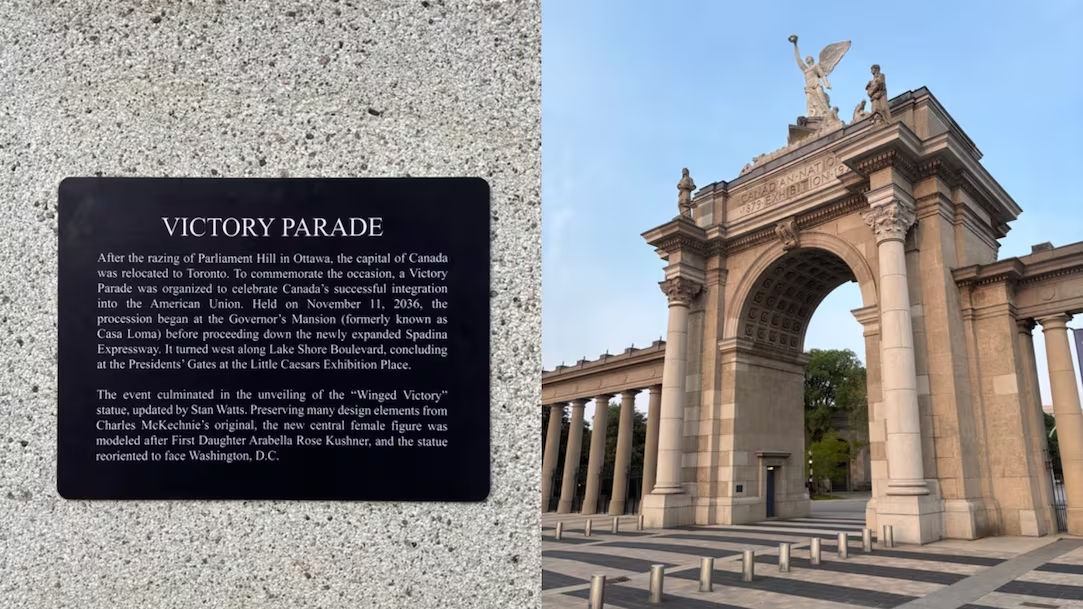 VICTORY PARADE
After the razing of Parliament Hill in Ottawa, the capital of Canada
was relocated to Toronto. To commemorate the occasion, a Victory
Parade was organized to celebrate Canada's successful integration
into the American Union. Held on November 11, 2036, the
procession began at the Governor's Mansion (formerly known as
Casa Loma) before proceeding down the newly expanded Spadina
Expressway. It turned west along Lake Shore Boulevard, concluding
at the Presidents' Gates at the Little Caesars Exhibition Place.
The event culminated in the unveiling of the “Winged Victory”
statue, updated by Stan Watts. Preserving many design elements from
Charles McKechnie's original, the new central female figure was
modeled after First Daughter Arabella Rose Kushner, and the statue
reoriented to face Washington, D.C.
CANADIAN·NATIO
1879 EXHIBITION·19